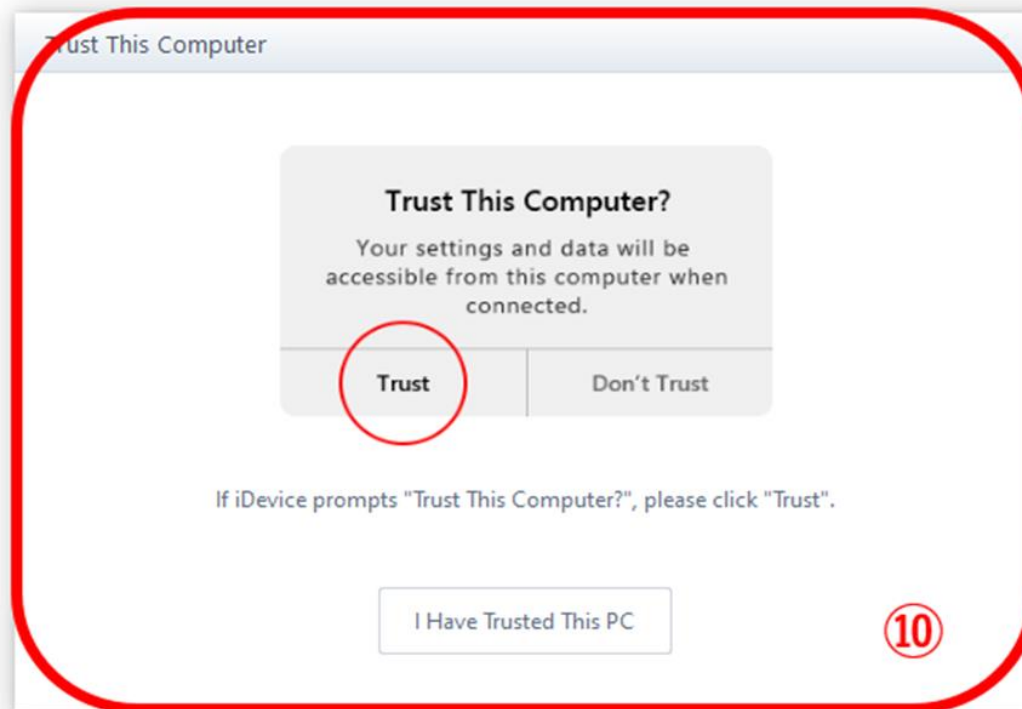 Trust This Computer
Trust This Computer?
Your settings and data will be
accessible from this computer when
connected.
Trust
Don't Trust
If iDevice prompts "Trust This Computer?", please click "Trust".
I Have Trusted This PC
⑩